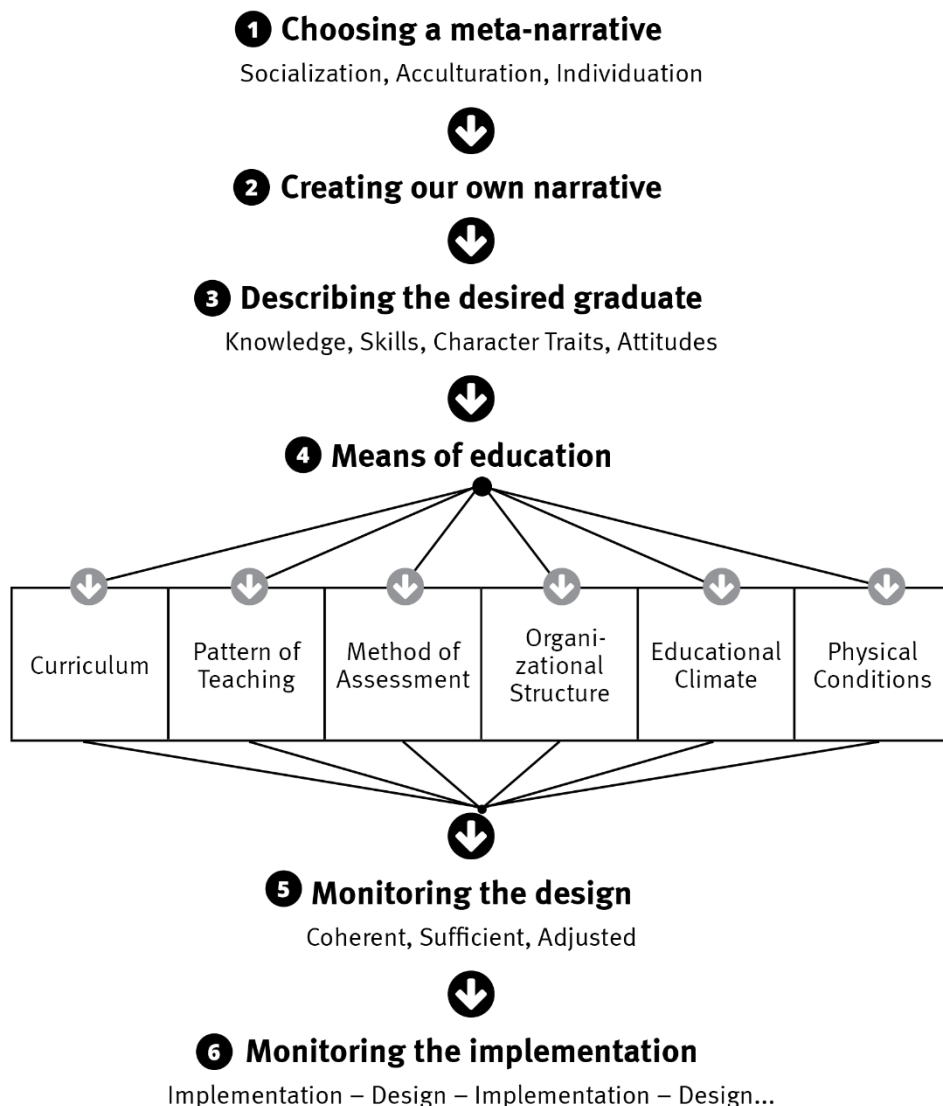 1 Choosing a meta-narrative
Socialization, Acculturation, Individuation
2 Creating our own narrative
3 Describing the desired graduate
Knowledge, Skills, Character Traits, Attitudes
4 Means of education
Curriculum
Pattern of
Teaching
Method of
Assessment
Organi-
zational
Structure
Educational
Climate
Physical
Conditions
5 Monitoring the design
Coherent, Sufficient, Adjusted
6 Monitoring the implementation
Implementation – Design – Implementation – Design...